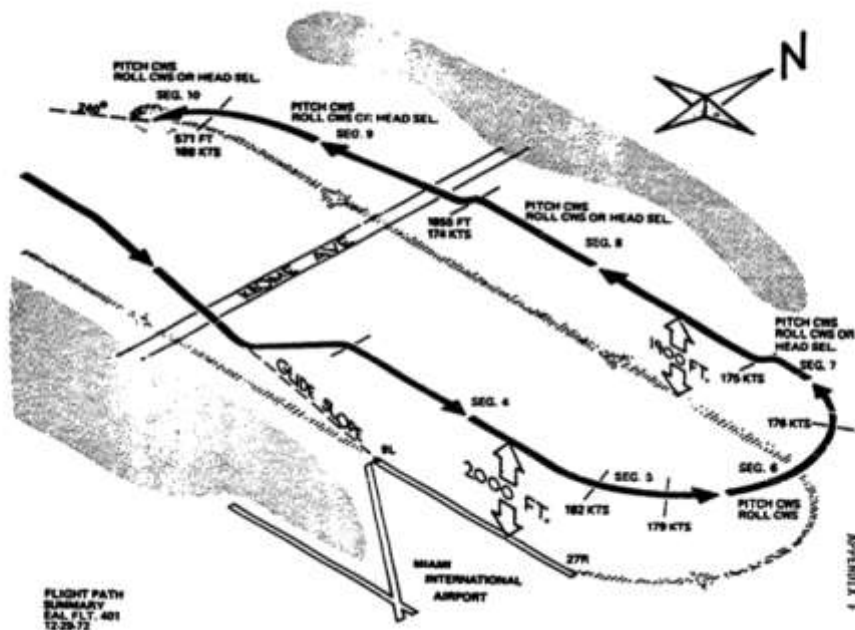 N
PITCH CWS
ROLL CWS OR HEAD SEL.
SEG. 10
240°
571 FT
188 KTS
PITCH CWS
ROLL CWS OR HEAD SEL.
SEG. 9
KROME AVE
1855 FT
174 KTS
PITCH CWS
ROLL CWS OR HEAD SEL.
SEG. 8
1900 FT.
PITCH CWS
ROLL CWS OR
HEAD SEL.
SEG. 7
175 KTS
176 KTS
GLIDE SLOPE
SEG. 4
9L
2000 FT.
SEG. 5
182 KTS
179 KTS
SEG. 6
PITCH CWS
ROLL CWS
27R
MIAMI
INTERNATIONAL
AIRPORT
FLIGHT PATH
SUMMARY
EAL FLT. 401
12-29-72
APPENDIX F